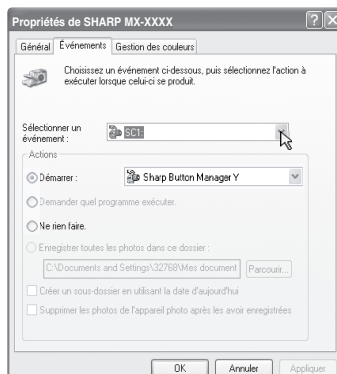 Propriétés de SHARP MX-XXXX
Général Événements Gestion des couleurs
Choisissez un événement ci-dessous, puis sélectionnez l'action à
exécuter lorsque celui-ci se produit.
Sélectionner un
événement :
SC1:
Actions
Démarrer : Sharp Button Manager Y
Demander quel programme exécuter.
Ne rien faire.
Enregistrer toutes les photos dans ce dossier :
C:\Documents and Settings\32768\Mes document Parcourir...
Créer un sous-dossier en utilisant la date d'aujourd'hui
Supprimer les photos de l'appareil photo après les avoir enregistrées
OK Annuler Appliquer